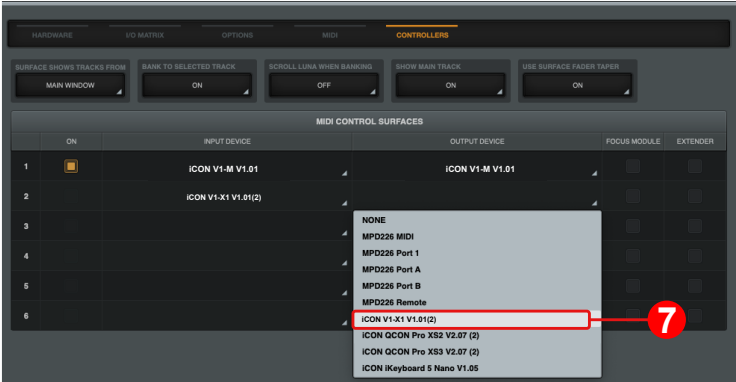 HARDWARE I/O MATRIX OPTIONS MIDI CONTROLLERS
SURFACE SHOWS TRACKS FROM BANK TO SELECTED TRACK SCROLL LUNA WHEN BANKING SHOW MAIN TRACK USE SURFACE FADER TAPER
MAIN WINDOW ON OFF ON ON
MIDI CONTROL SURFACES
ON INPUT DEVICE OUTPUT DEVICE FOCUS MODULE EXTENDER
1 iCON V1-M V1.01 iCON V1-M V1.01
2 iCON V1-X1 V1.01(2)
3
4
5
6
NONE
MPD226 MIDI
MPD226 Port 1
MPD226 Port A
MPD226 Port B
MPD226 Remote
iCON V1-X1 V1.01(2)
7
iCON QCON Pro XS2 V2.07 (2)
iCON QCON Pro XS3 V2.07 (2)
iCON iKeyboard 5 Nano V1.05